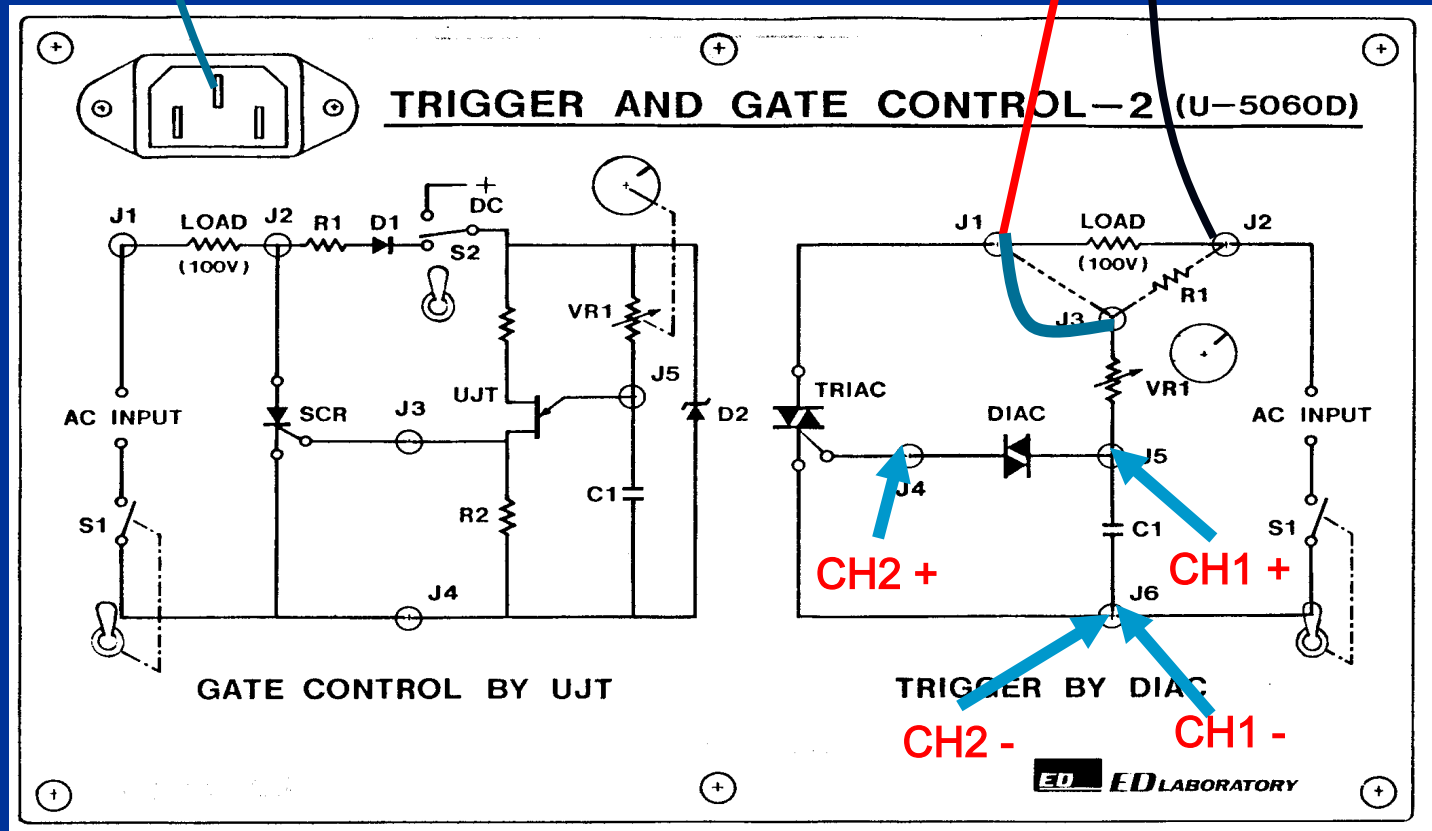 TRIGGER AND GATE CONTROL-2 (U-5060D)
J1
LOAD
(100V)
J2
R1
D1
+
DC
S2
VR1
J5
UJT
AC INPUT
SCR
J3
D2
S1
R2
C1
J4
GATE CONTROL BY UJT
J1
LOAD
(100V)
J2
R1
J3
VR1
TRIAC
DIAC
AC INPUT
J5
J4
C1
S1
CH2 +
CH1 +
J6
TRIGGER BY DIAC
CH2 -
CH1 -
ED ED LABORATORY